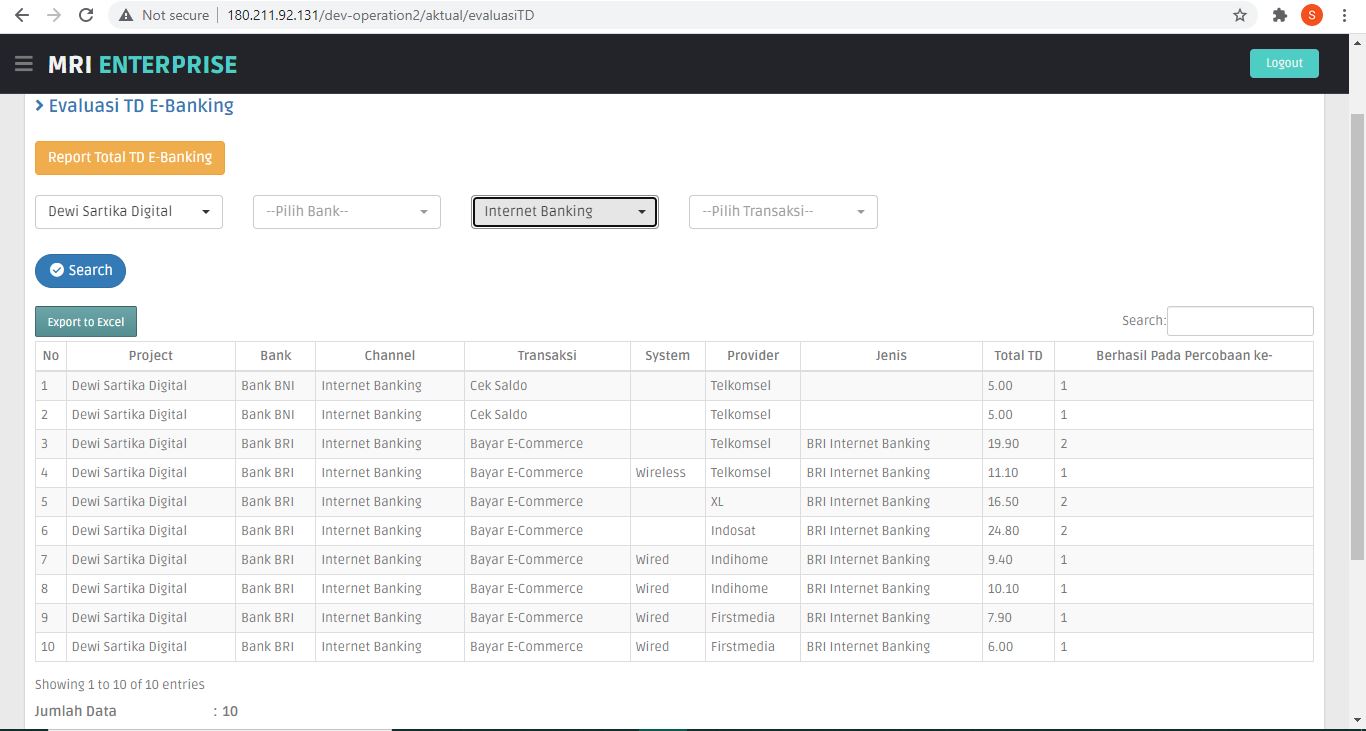 Not secure | 180.211.92.131/dev-operation2/aktual/evaluasiTD S
MRI ENTERPRISE Logout
Evaluasi TD E-Banking
Report Total TD E-Banking
Dewi Sartika Digital --Pilih Bank-- Internet Banking --Pilih Transaksi--
Search
Export to Excel Search:
No Project Bank Channel Transaksi System Provider Jenis Total TD Berhasil Pada Percobaan ke-
1 Dewi Sartika Digital Bank BNI Internet Banking Cek Saldo Telkomsel 5.00 1
2 Dewi Sartika Digital Bank BNI Internet Banking Cek Saldo Telkomsel 5.00 1
3 Dewi Sartika Digital Bank BRI Internet Banking Bayar E-Commerce Telkomsel BRI Internet Banking 19.90 2
4 Dewi Sartika Digital Bank BRI Internet Banking Bayar E-Commerce Wireless Telkomsel BRI Internet Banking 11.10 1
5 Dewi Sartika Digital Bank BRI Internet Banking Bayar E-Commerce XL BRI Internet Banking 16.50 2
6 Dewi Sartika Digital Bank BRI Internet Banking Bayar E-Commerce Indosat BRI Internet Banking 24.80 2
7 Dewi Sartika Digital Bank BRI Internet Banking Bayar E-Commerce Wired Indihome BRI Internet Banking 9.40 1
8 Dewi Sartika Digital Bank BRI Internet Banking Bayar E-Commerce Wired Indihome BRI Internet Banking 10.10 1
9 Dewi Sartika Digital Bank BRI Internet Banking Bayar E-Commerce Wired Firstmedia BRI Internet Banking 7.90 1
10 Dewi Sartika Digital Bank BRI Internet Banking Bayar E-Commerce Wired Firstmedia BRI Internet Banking 6.00 1
Showing 1 to 10 of 10 entries
Jumlah Data : 10